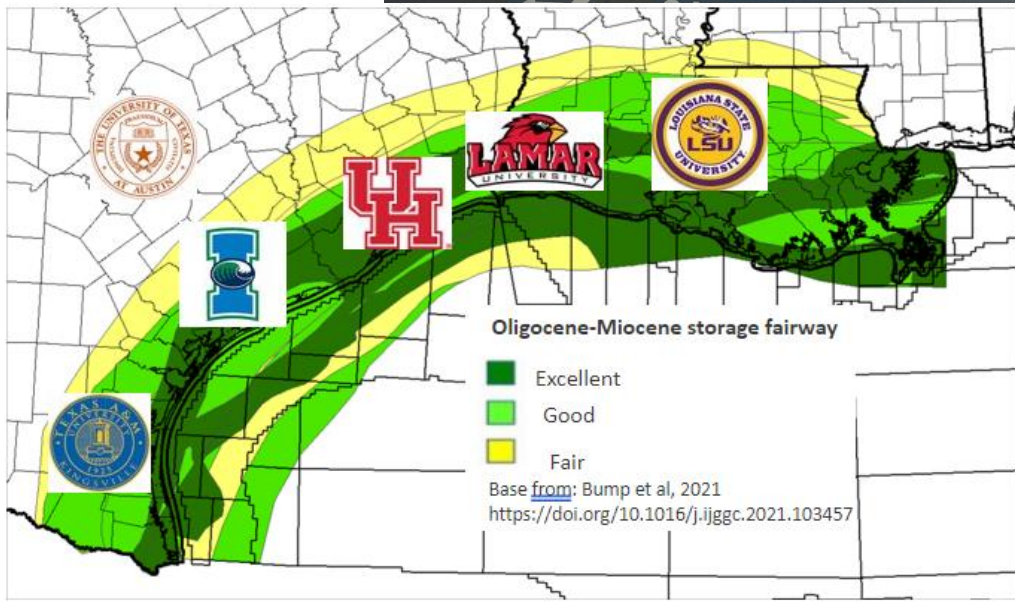 THE UNIVERSITY OF TEXAS
AT AUSTIN
UH
LAMAR
UNIVERSITY
LOUISIANA STATE
LSU
UNIVERSITY
TEXAS A&M
UNIVERSITY
1925
KINGSVILLE
Oligocene-Miocene storage fairway
Excellent
Good
Fair
Base from: Bump et al, 2021
https://doi.org/10.1016/j.ijggc.2021.103457